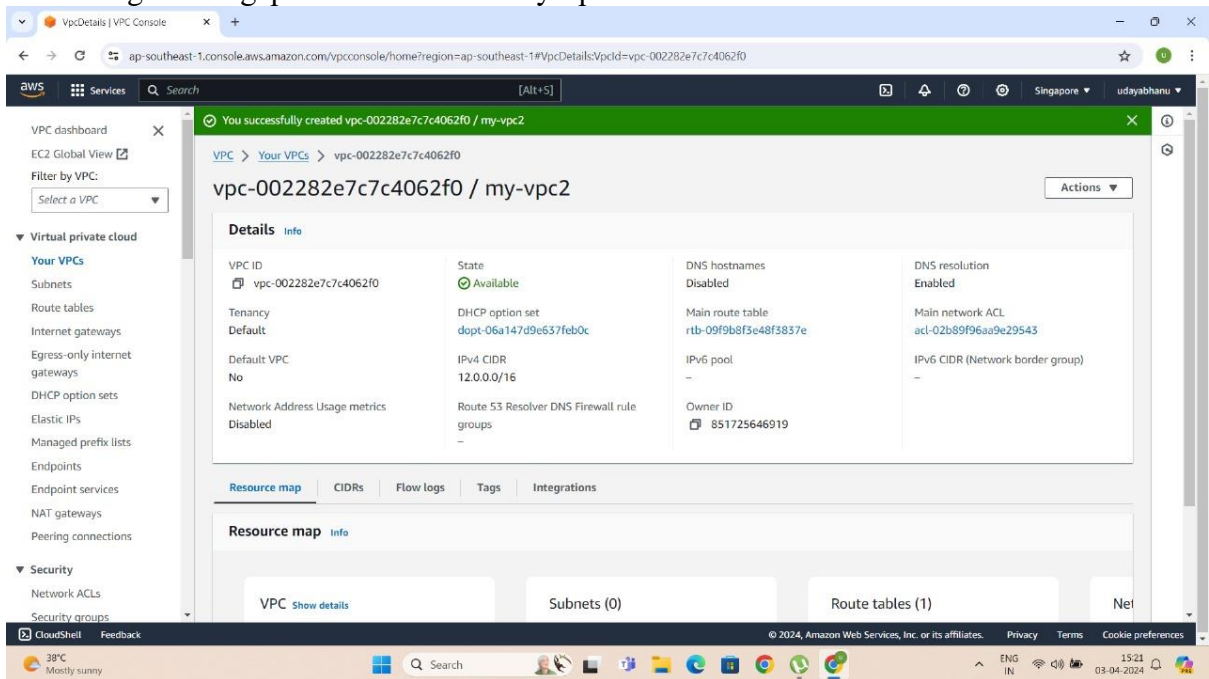 VpcDetails | VPC Console
ap-southeast-1.console.aws.amazon.com/vpcconsole/home?region=ap-southeast-1#VpcDetails:VpcId=vpc-002282e7c7c4062f0
aws Services Search [Alt+S] Singapore udayabhanu
You successfully created vpc-002282e7c7c4062f0 / my-vpc2
VPC dashboard
EC2 Global View
Filter by VPC:
Select a VPC
Virtual private cloud
Your VPCs
Subnets
Route tables
Internet gateways
Egress-only internet
gateways
DHCP option sets
Elastic IPs
Managed prefix lists
Endpoints
Endpoint services
NAT gateways
Peering connections
Security
Network ACLs
Security groups
VPC > Your VPCs > vpc-002282e7c7c4062f0
vpc-002282e7c7c4062f0 / my-vpc2
Actions
Details Info
VPC ID
vpc-002282e7c7c4062f0
State
Available
DNS hostnames
Disabled
DNS resolution
Enabled
Tenancy
Default
DHCP option set
dopt-06a147d9e637feb0c
Main route table
rtb-09f9b8f3e48f3837e
Main network ACL
acl-02b89f96aa9e29543
Default VPC
No
IPv4 CIDR
12.0.0.0/16
IPv6 pool
–
IPv6 CIDR (Network border group)
–
Network Address Usage metrics
Disabled
Route 53 Resolver DNS Firewall rule
groups
–
Owner ID
851725646919
Resource map CIDRs Flow logs Tags Integrations
Resource map Info
VPC Show details
Subnets (0)
Route tables (1)
Net
CloudShell Feedback © 2024, Amazon Web Services, Inc. or its affiliates. Privacy Terms Cookie preferences
38°C
Mostly sunny
Search
ENG
IN
15:21
03-04-2024